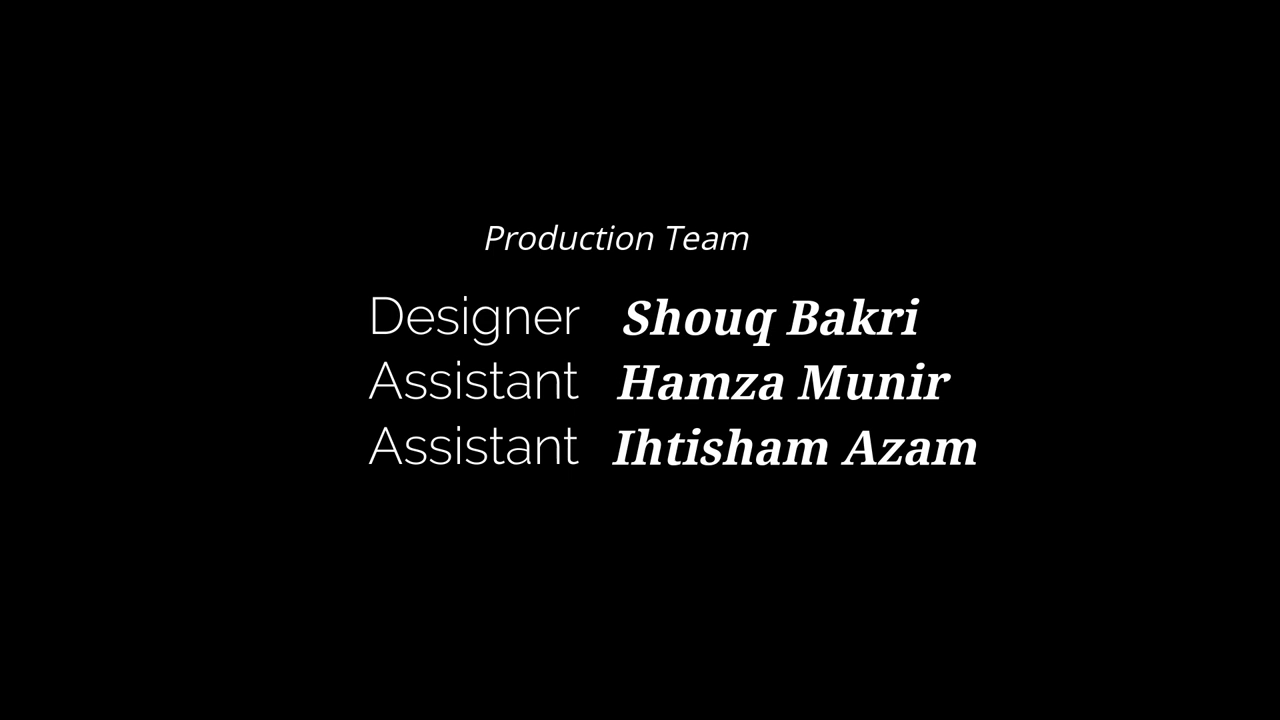 Production Team
Designer Shouq Bakri
Assistant Hamza Munir
Assistant Ihtisham Azam